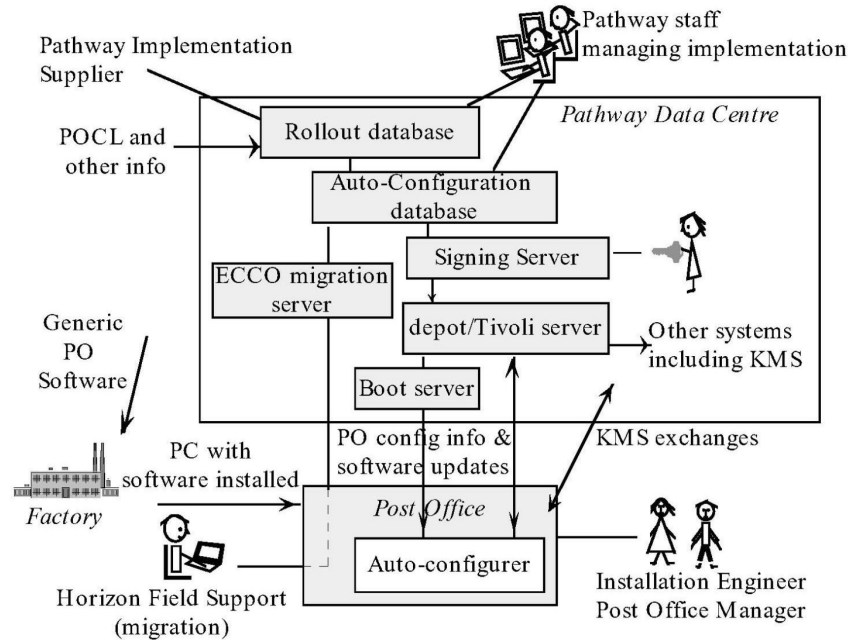 Pathway Implementation
Supplier
Pathway staff
managing implementation
POCL and
other info
Rollout database
Pathway Data Centre
Auto-Configuration
database
Signing Server
ECCO migration
server
Generic
PO
Software
depot/Tivoli server
Other systems
including KMS
Boot server
PO config info &
software updates
KMS exchanges
PC with
software installed
Factory
Post Office
Auto-configurer
Horizon Field Support
(migration)
Installation Engineer
Post Office Manager